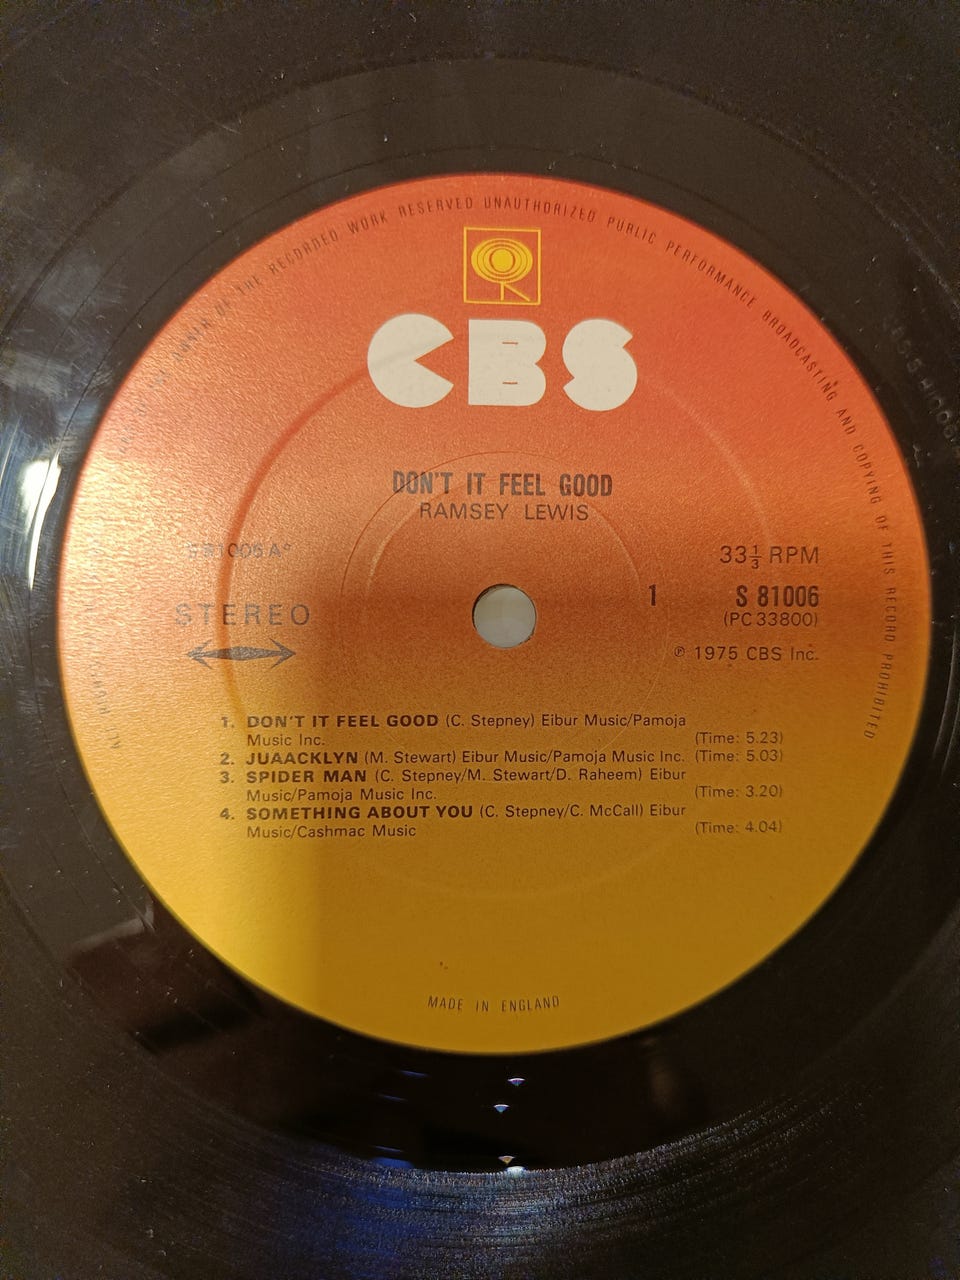 OF THE RECORDED WORK RESERVED UNAUTHORIZED PUBLIC PERFORMANCE BROADCASTING AND COPYING OF THIS RECORD PROHIBITED
CBS
DON'T IT FEEL GOOD
RAMSEY LEWIS
33⅓ RPM
STEREO
1 S 81006
(PC 33800)
℗ 1975 CBS Inc.
1. DON'T IT FEEL GOOD (C. Stepney) Eibur Music/Pamoja
Music Inc. (Time: 5.23)
2. JUAACKLYN (M. Stewart) Eibur Music/Pamoja Music Inc. (Time: 5.03)
3. SPIDER MAN (C. Stepney/M. Stewart/D. Raheem) Eibur
Music/Pamoja Music Inc. (Time: 3.20)
4. SOMETHING ABOUT YOU (C. Stepney/C. McCall) Eibur
Music/Cashmac Music (Time: 4.04)
MADE IN ENGLAND